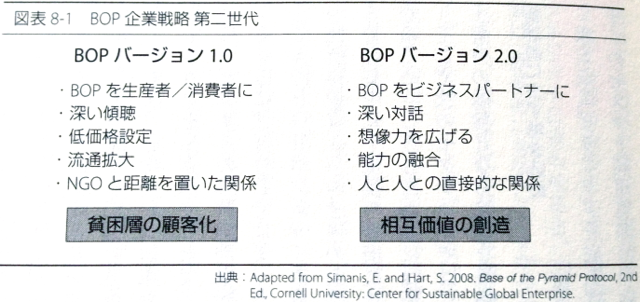 図表 8-1 BOP 企業戦略 第二世代
BOP バージョン 1.0
・BOP を生産者／消費者に
・深い傾聴
・低価格設定
・流通拡大
・NGO と距離を置いた関係
貧困層の顧客化
BOP バージョン 2.0
・BOP をビジネスパートナーに
・深い対話
・想像力を広げる
・能力の融合
・人と人との直接的な関係
相互価値の創造
出典：Adapted from Simanis, E. and Hart, S. 2008. Base of the Pyramid Protocol, 2nd
Ed., Cornell University: Center for Sustainable Global Enterprise.